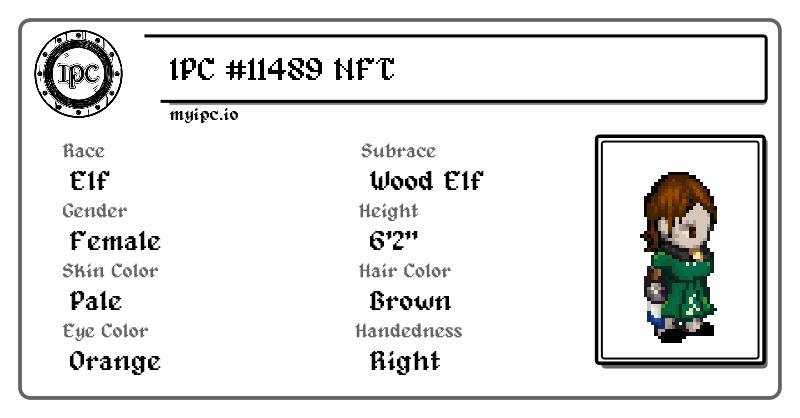 IPC
IPC #11489 NFT
myipc.io
Race
Elf
Subrace
Wood Elf
Gender
Female
Height
6'2"
Skin Color
Pale
Hair Color
Brown
Eye Color
Orange
Handedness
Right